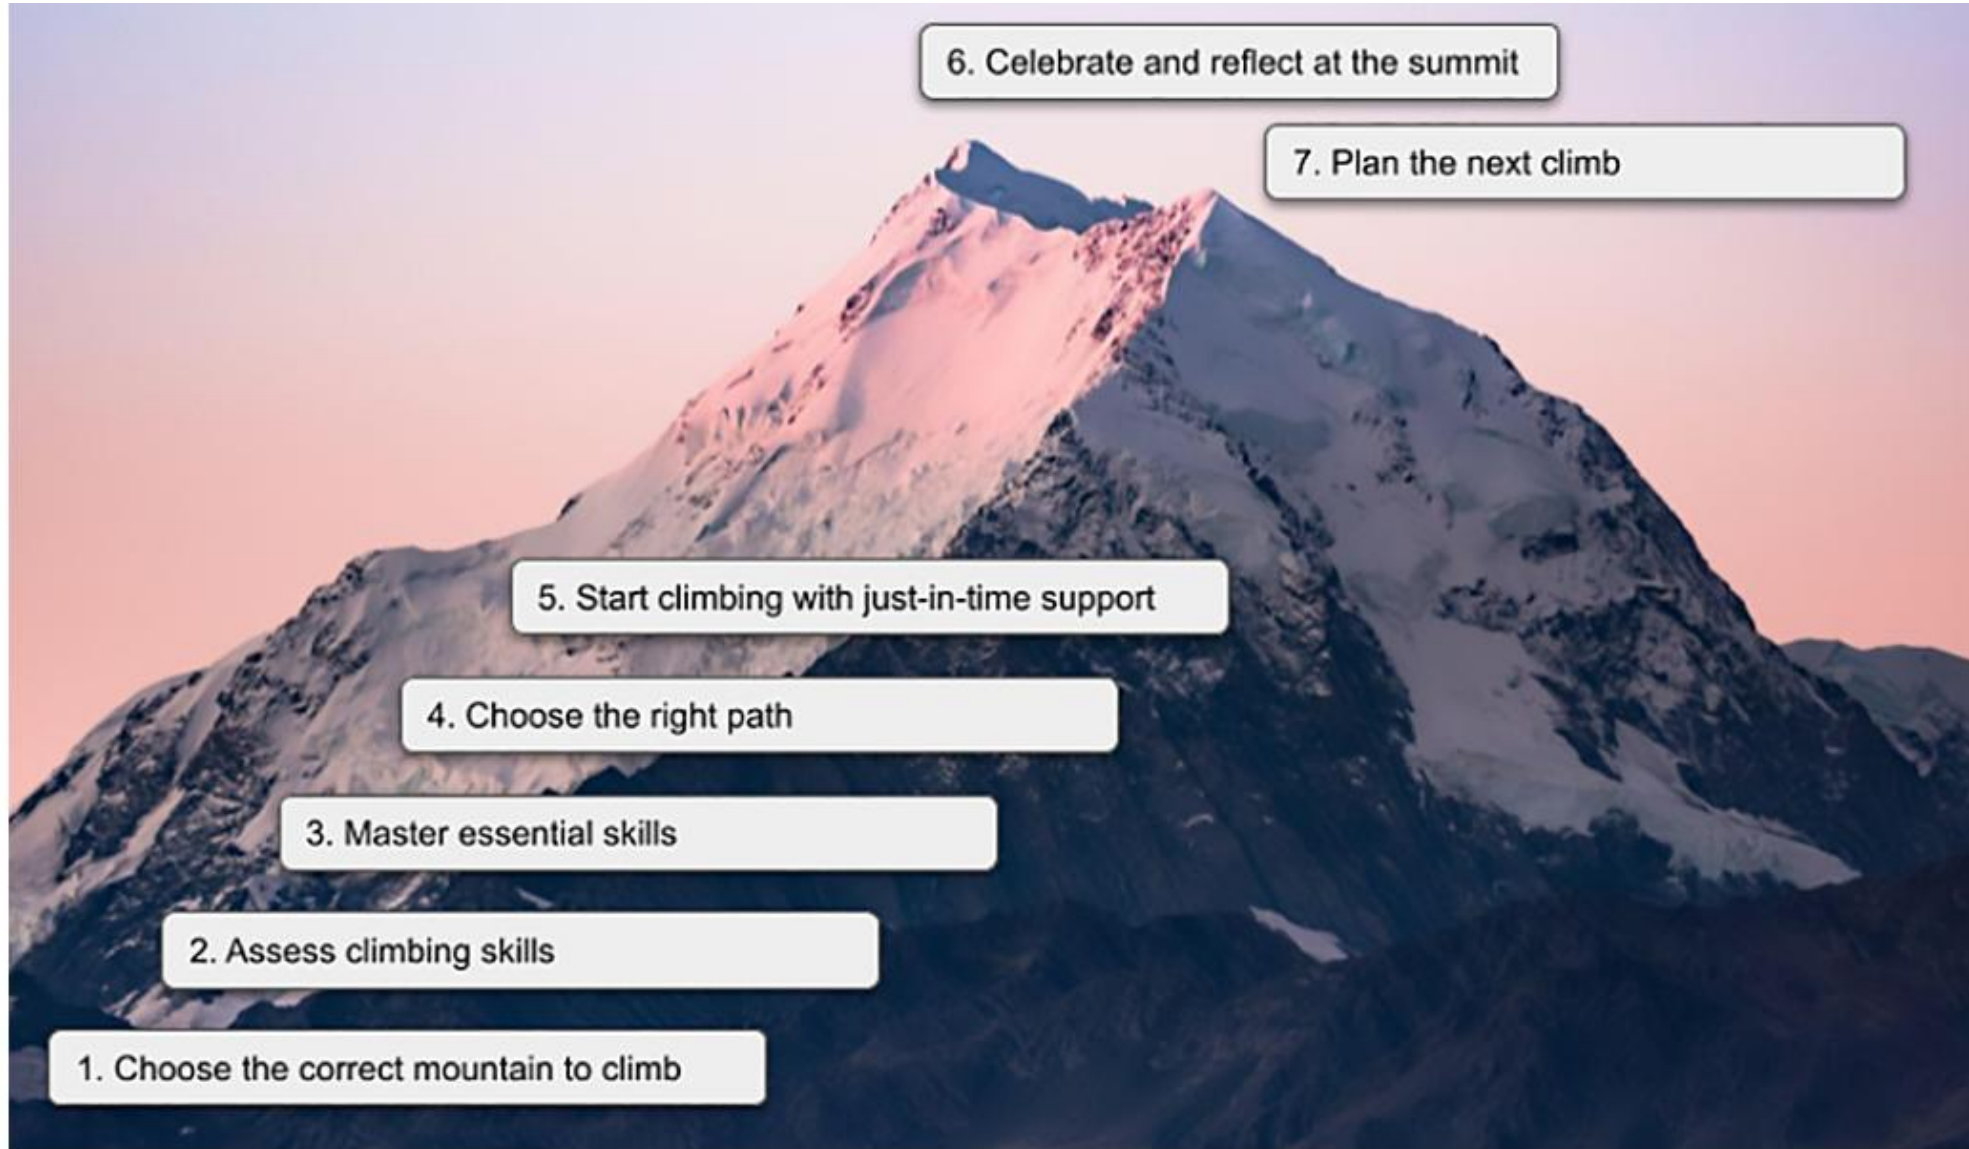 6. Celebrate and reflect at the summit
7. Plan the next climb
5. Start climbing with just-in-time support
4. Choose the right path
3. Master essential skills
2. Assess climbing skills
1. Choose the correct mountain to climb